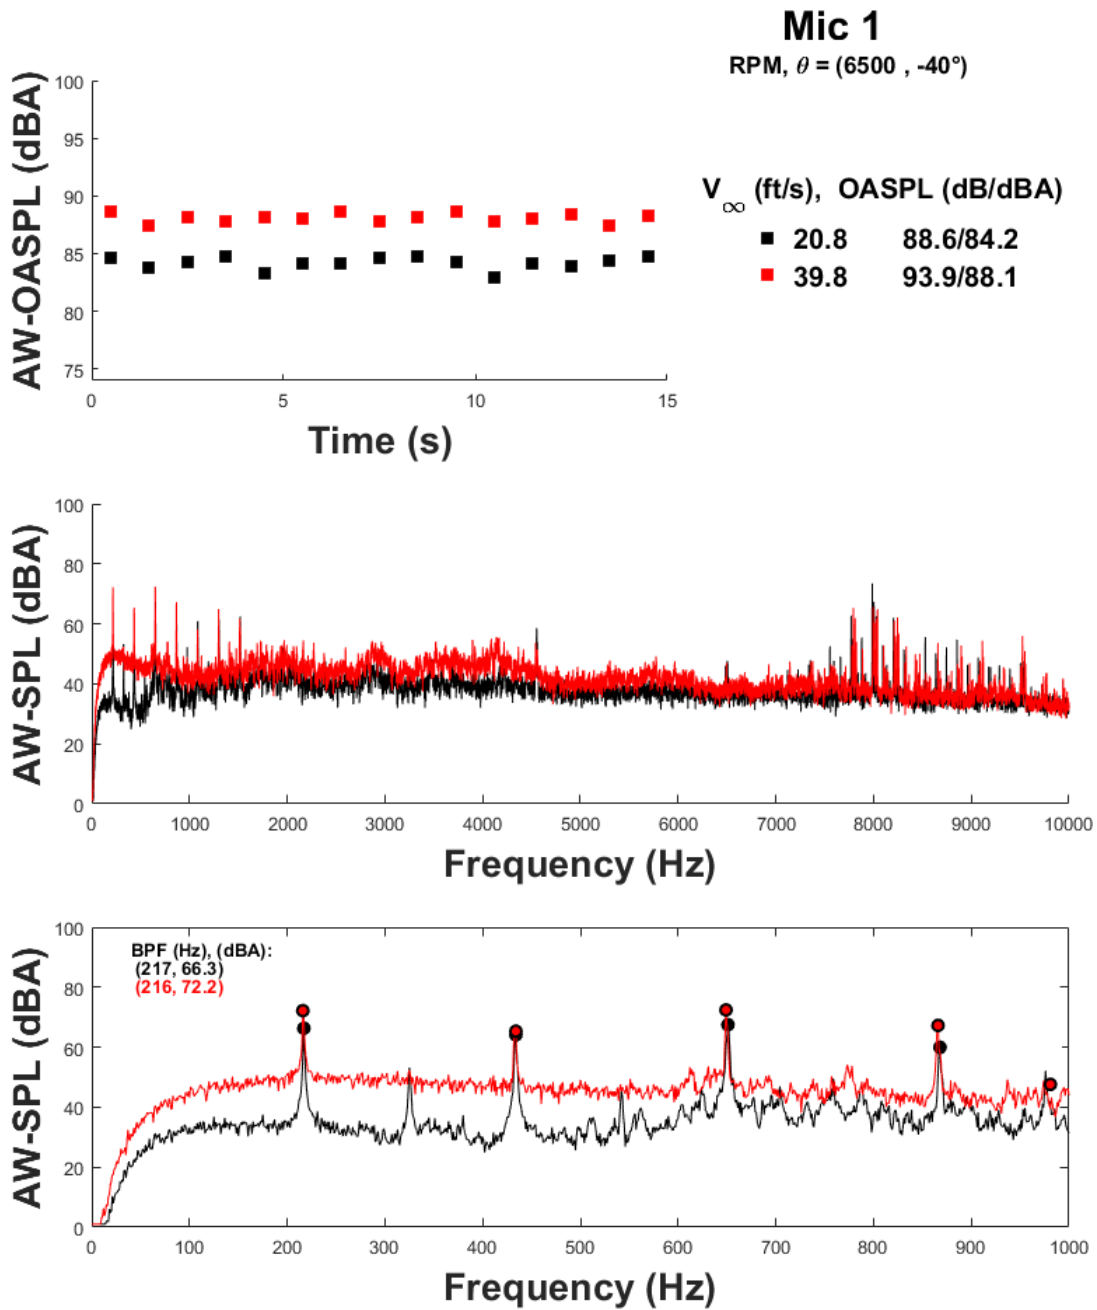 Mic 1
RPM, θ = (6500 , -40°)
100
95
90
85
80
75
AW-OASPL (dBA)
0 5 10 15
Time (s)
V∞ (ft/s), OASPL (dB/dBA)
20.8 88.6/84.2
39.8 93.9/88.1
100
80
60
40
20
0
AW-SPL (dBA)
0 1000 2000 3000 4000 5000 6000 7000 8000 9000 10000
Frequency (Hz)
100
80
60
40
20
0
AW-SPL (dBA)
BPF (Hz), (dBA):
(217, 66.3)
(216, 72.2)
0 100 200 300 400 500 600 700 800 900 1000
Frequency (Hz)